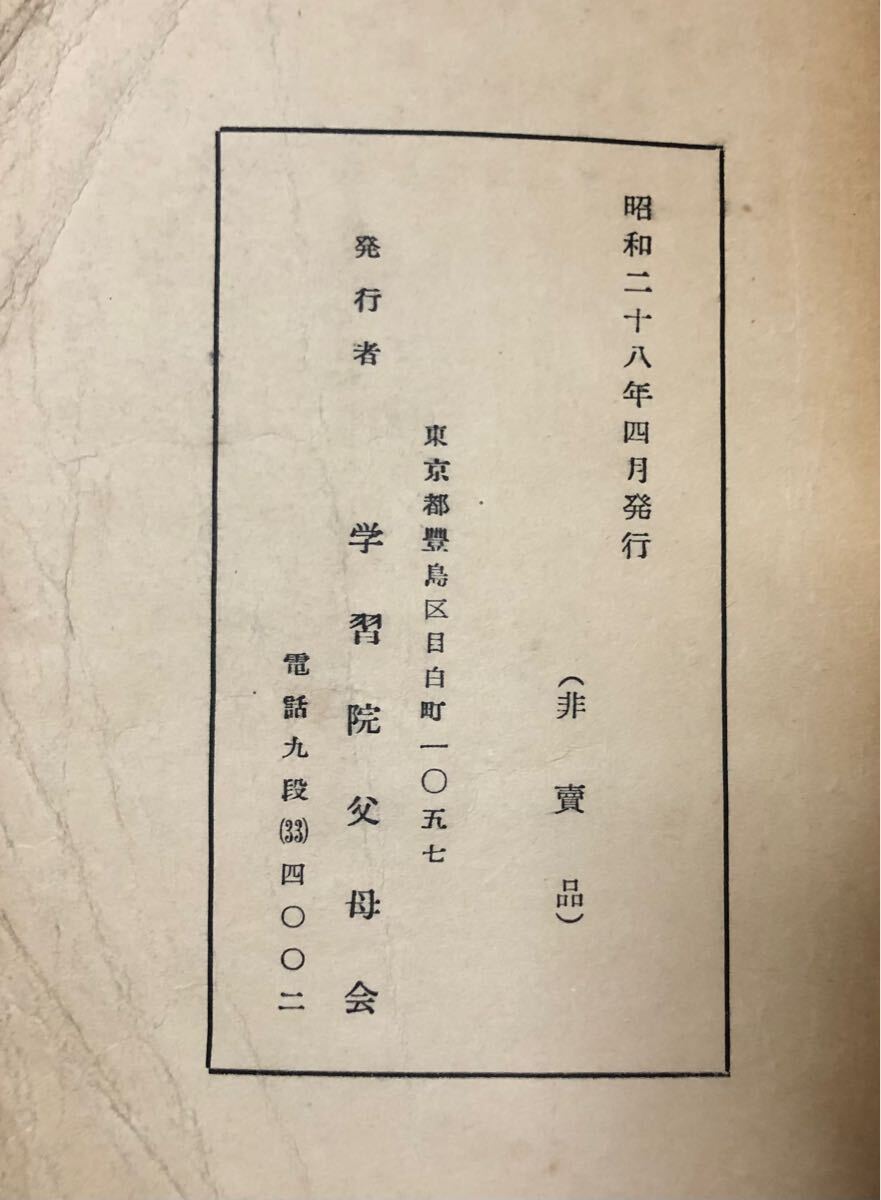 昭和二十八年四月発行
（非賣品）
東京都豐島区目白町一〇五七
発行者　学習院父母会
電話九段(33)四〇〇二